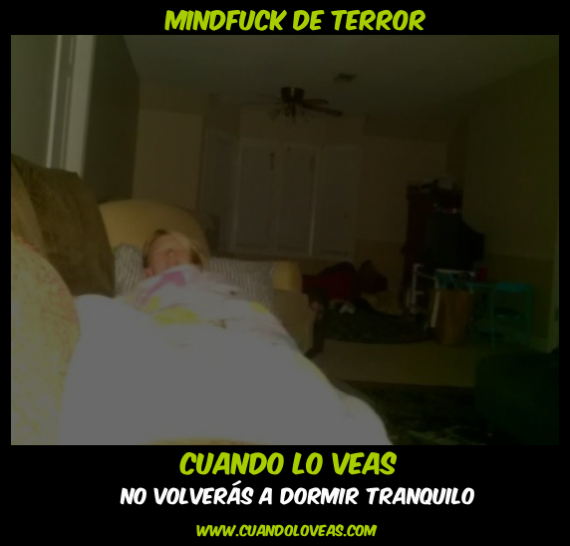 MINDFUCK DE TERROR
CUANDO LO VEAS
NO VOLVERÁS A DORMIR TRANQUILO
WWW.CUANDOLOVEAS.COM